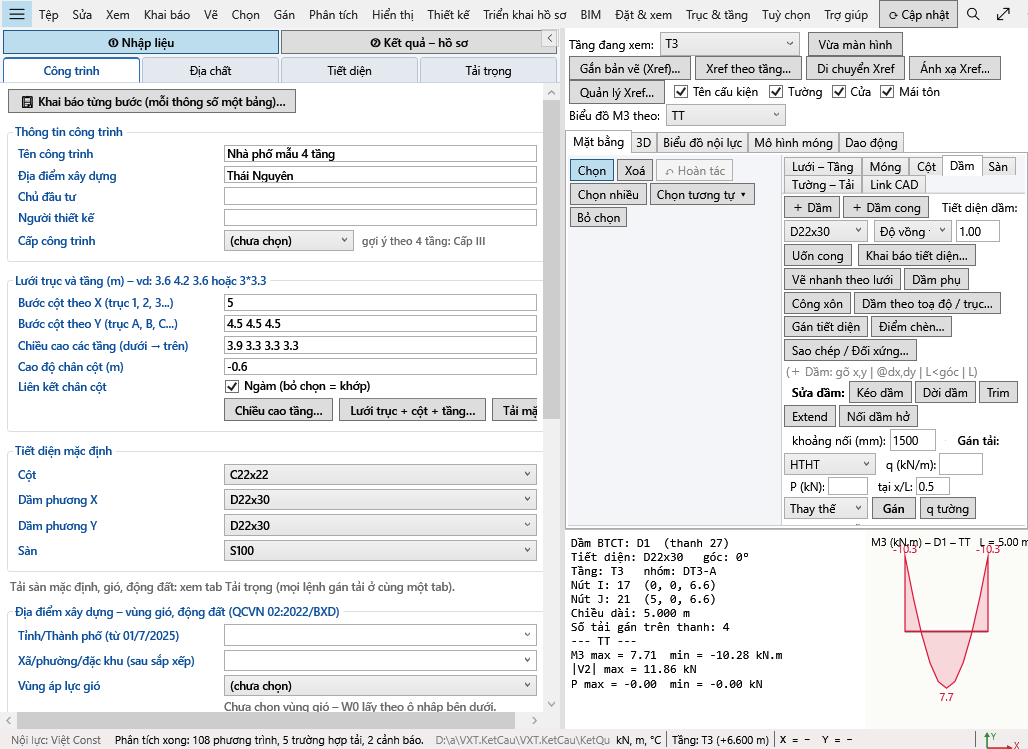 Tệp Sửa Xem Khai báo Vẽ Chọn Gán Phân tích Hiển thị Thiết kế Triển khai hồ sơ BIM Đặt & xem Trục & tầng Tuỳ chọn Trợ giúp ⟳ Cập nhật
① Nhập liệu ② Kết quả – hồ sơ
Công trình Địa chất Tiết diện Tải trọng
Khai báo từng bước (mỗi thông số một bảng)...
Thông tin công trình
Tên công trình Nhà phố mẫu 4 tầng
Địa điểm xây dựng Thái Nguyên
Chủ đầu tư
Người thiết kế
Cấp công trình (chưa chọn) gợi ý theo 4 tầng: Cấp III
Lưới trục và tầng (m) – vd: 3.6 4.2 3.6 hoặc 3*3.3
Bước cột theo X (trục 1, 2, 3...) 5
Bước cột theo Y (trục A, B, C...) 4.5 4.5 4.5
Chiều cao các tầng (dưới → trên) 3.9 3.3 3.3 3.3
Cao độ chân cột (m) -0.6
Liên kết chân cột Ngàm (bỏ chọn = khớp)
Chiều cao tầng... Lưới trục + cột + tầng... Tải mặ
Tiết diện mặc định
Cột C22x22
Dầm phương X D22x30
Dầm phương Y D22x30
Sàn S100
Tải sàn mặc định, gió, động đất: xem tab Tải trọng (mọi lệnh gán tải ở cùng một tab).
Địa điểm xây dựng – vùng gió, động đất (QCVN 02:2022/BXD)
Tỉnh/Thành phố (từ 01/7/2025)
Xã/phường/đặc khu (sau sắp xếp)
Vùng áp lực gió (chưa chọn)
Chưa chọn vùng gió – W0 lấy theo ô nhập bên dưới.
Tầng đang xem: T3 Vừa màn hình
Gắn bản vẽ (Xref)... Xref theo tầng... Di chuyển Xref Ánh xạ Xref...
Quản lý Xref... Tên cấu kiện Tường Cửa Mái tôn
Biểu đồ M3 theo: TT
Mặt bằng 3D Biểu đồ nội lực Mô hình móng Dao động
Chọn Xoá ↶ Hoàn tác
Chọn nhiều Chọn tương tự ▾
Bỏ chọn
Lưới – Tầng Móng Cột Dầm Sàn
Tường – Tải Link CAD
+ Dầm + Dầm cong Tiết diện dầm:
D22x30 Độ vồng 1.00
Uốn cong Khai báo tiết diện...
Vẽ nhanh theo lưới Dầm phụ
Công xôn Dầm theo toạ độ / trục...
Gán tiết diện Điểm chèn...
Sao chép / Đối xứng...
(+ Dầm: gõ x,y | @dx,dy | L<góc | L)
Sửa dầm: Kéo dầm Dời dầm Trim
Extend Nối dầm hở
khoảng nối (mm): 1500 Gán tải:
HTHT q (kN/m):
P (kN): tại x/L: 0.5
Thay thế Gán q tường
Dầm BTCT: D1 (thanh 27)
Tiết diện: D22x30 góc: 0°
Tầng: T3 nhóm: DT3-A
Nút I: 17 (0, 0, 6.6)
Nút J: 21 (5, 0, 6.6)
Chiều dài: 5.000 m
Số tải gán trên thanh: 4
--- TT ---
M3 max = 7.71 min = -10.28 kN.m
|V2| max = 11.86 kN
P max = -0.00 min = -0.00 kN
M3 (kN.m) – D1 – TT L = 5.00 m
-10.3 -10.3
7.7
Nội lực: Việt Const Phân tích xong: 108 phương trình, 5 trường hợp tải, 2 cảnh báo. D:\a\VXT.KetCau\VXT.KetCau\KetQu kN, m, °C Tầng: T3 (+6.600 m) X = – Y = –
Y
X